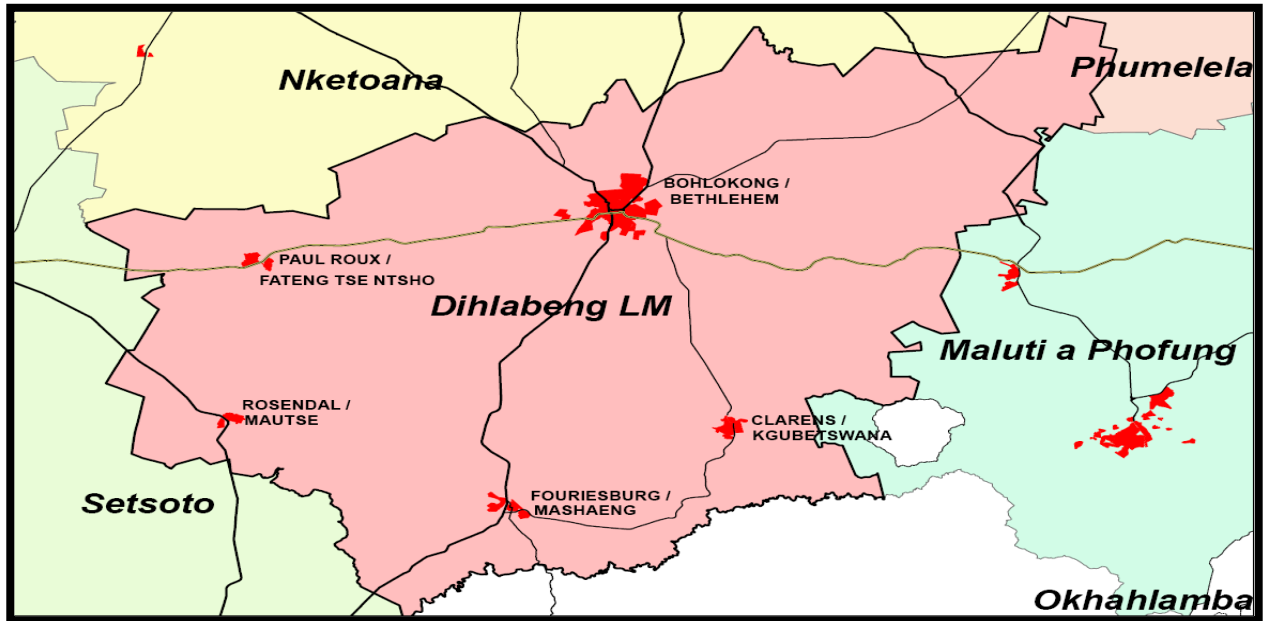 Phumelela
Nketoana
BOHLOKONG /
BETHLEHEM
PAUL ROUX /
FATENG TSE NTSHO
Dihlabeng LM
Maluti a Phofung
ROSENDAL /
MAUTSE
CLARENS /
KGUBETSWANA
Setsoto
FOURIESBURG /
MASHAENG
Okhahlamba